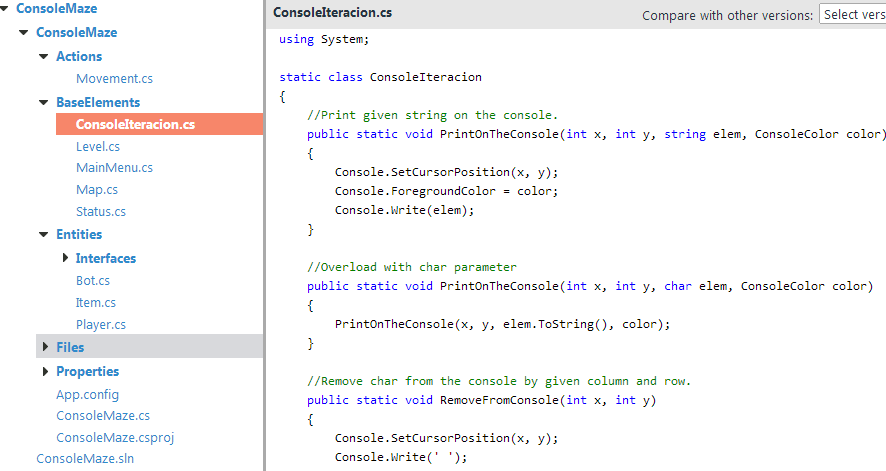 ConsoleMaze
ConsoleMaze
Actions
Movement.cs
BaseElements
ConsoleIteracion.cs
Level.cs
MainMenu.cs
Map.cs
Status.cs
Entities
Interfaces
Bot.cs
Item.cs
Player.cs
Files
Properties
App.config
ConsoleMaze.cs
ConsoleMaze.csproj
ConsoleMaze.sln
ConsoleIteracion.cs
Compare with other versions: Select vers
using System;
static class ConsoleIteracion
{
//Print given string on the console.
public static void PrintOnTheConsole(int x, int y, string elem, ConsoleColor color)
{
Console.SetCursorPosition(x, y);
Console.ForegroundColor = color;
Console.Write(elem);
}
//Overload with char parameter
public static void PrintOnTheConsole(int x, int y, char elem, ConsoleColor color)
{
PrintOnTheConsole(x, y, elem.ToString(), color);
}
//Remove char from the console by given column and row.
public static void RemoveFromConsole(int x, int y)
{
Console.SetCursorPosition(x, y);
Console.Write(' ');